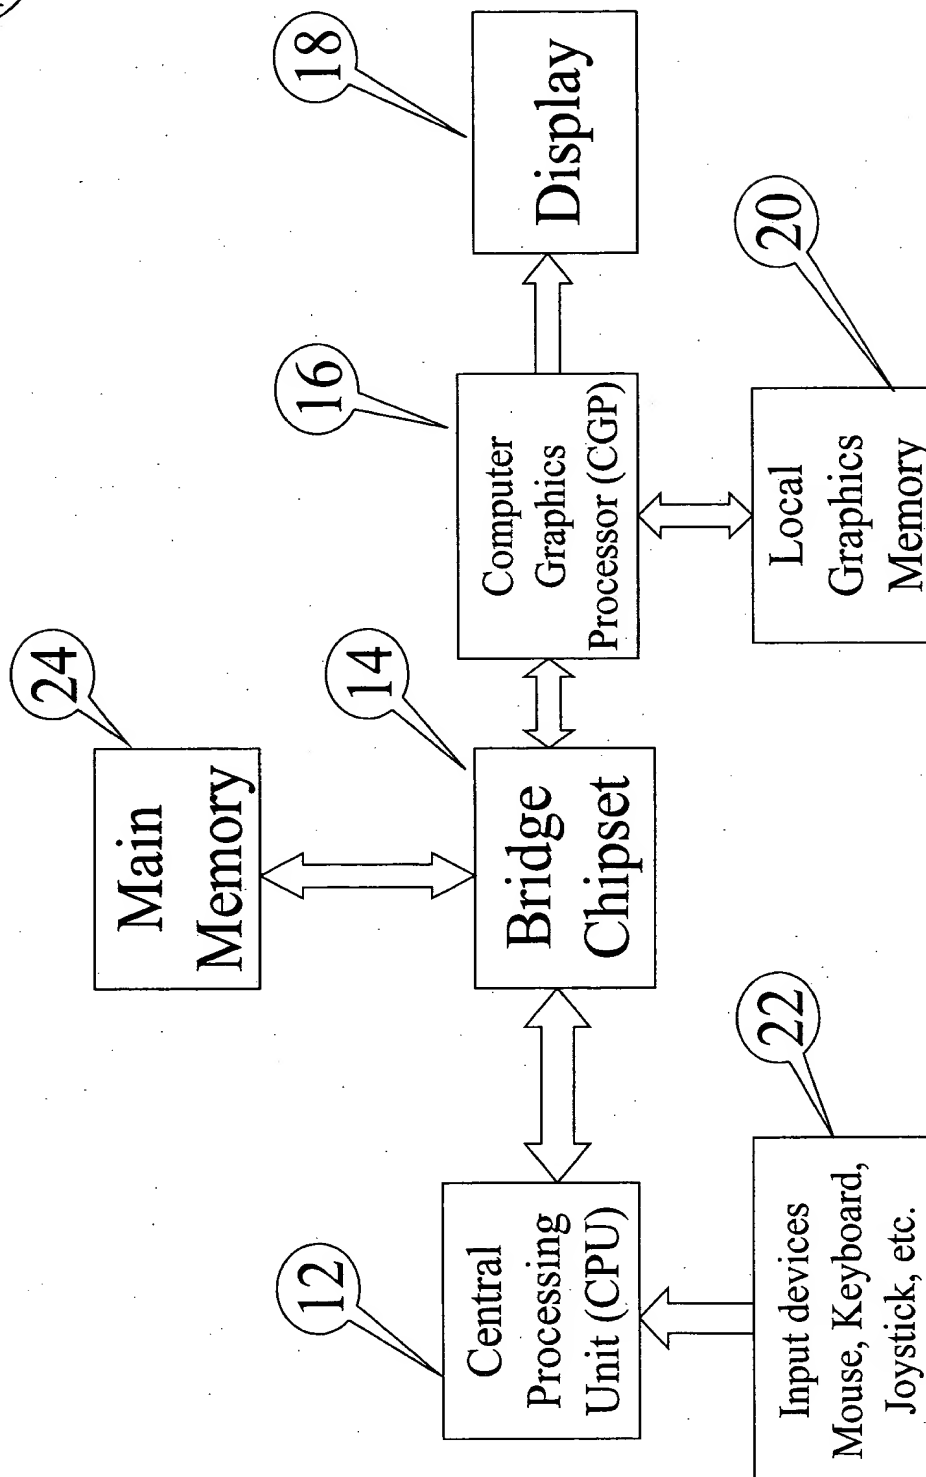 24
Main
Memory
12
Central
Processing
Unit (CPU)
14
Bridge
Chipset
16
Computer
Graphics
Processor (CGP)
18
Display
22
Input devices
Mouse, Keyboard,
Joystick, etc.
20
Local
Graphics
Memory